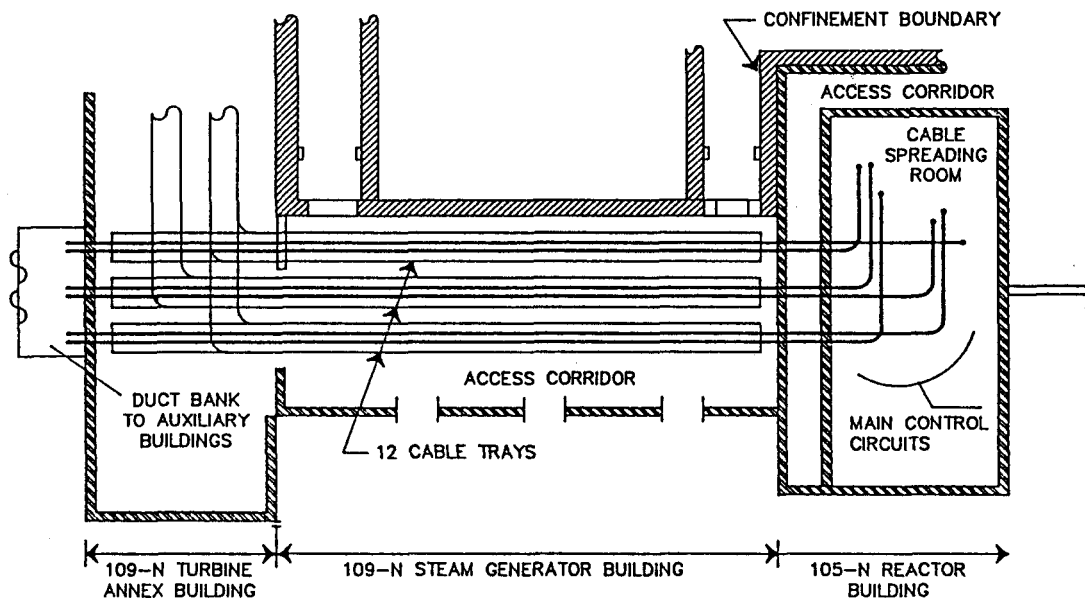 CONFINEMENT BOUNDARY
ACCESS CORRIDOR
CABLE
SPREADING
ROOM
ACCESS CORRIDOR
DUCT BANK
TO AUXILIARY
BUILDINGS
12 CABLE TRAYS
MAIN CONTROL
CIRCUITS
109-N TURBINE
ANNEX BUILDING
109-N STEAM GENERATOR BUILDING
105-N REACTOR
BUILDING